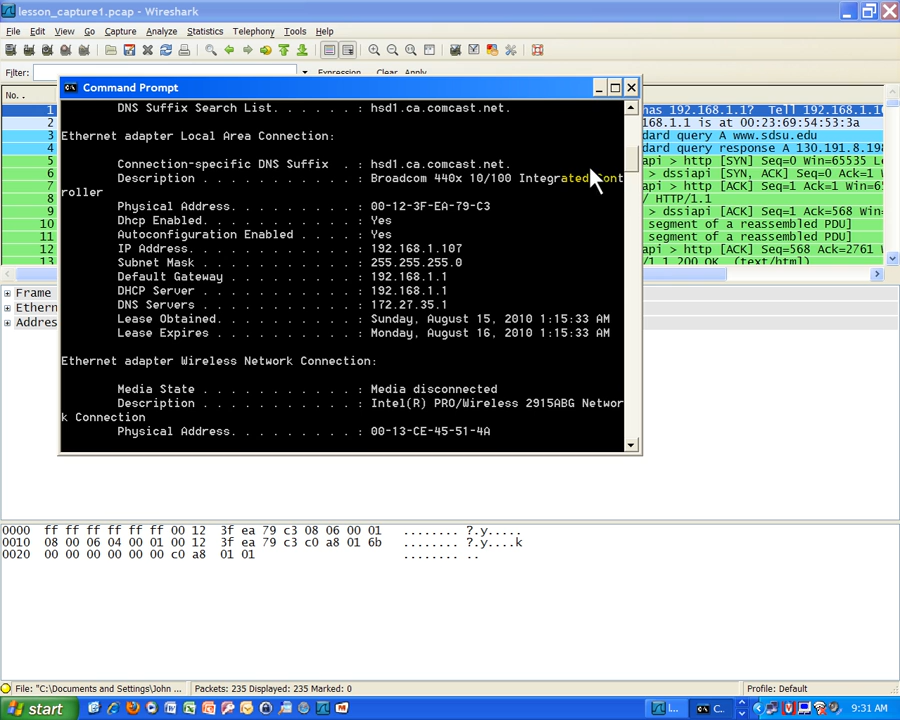 lesson_capture1.pcap - Wireshark
File Edit View Go Capture Analyze Statistics Telephony Tools Help
Filter: Expression... Clear Apply
No. .
Command Prompt
DNS Suffix Search List. . . . . . : hsd1.ca.comcast.net.
Ethernet adapter Local Area Connection:
Connection-specific DNS Suffix  . : hsd1.ca.comcast.net.
Description . . . . . . . . . . . : Broadcom 440x 10/100 Integrated Cont
roller
Physical Address. . . . . . . . . : 00-12-3F-EA-79-C3
Dhcp Enabled. . . . . . . . . . . : Yes
Autoconfiguration Enabled . . . . : Yes
IP Address. . . . . . . . . . . . : 192.168.1.107
Subnet Mask . . . . . . . . . . . : 255.255.255.0
Default Gateway . . . . . . . . . : 192.168.1.1
DHCP Server . . . . . . . . . . . : 192.168.1.1
DNS Servers . . . . . . . . . . . : 172.27.35.1
Lease Obtained. . . . . . . . . . : Sunday, August 15, 2010 1:15:33 AM
Lease Expires . . . . . . . . . . : Monday, August 16, 2010 1:15:33 AM
Ethernet adapter Wireless Network Connection:
Media State . . . . . . . . . . . : Media disconnected
Description . . . . . . . . . . . : Intel(R) PRO/Wireless 2915ABG Networ
k Connection
Physical Address. . . . . . . . . : 00-13-CE-45-51-4A
1 has 192.168.1.1? Tell 192.168.1.1
2 168.1.1 is at 00:23:69:54:53:3a
3 dard query A www.sdsu.edu
4 dard query response A 130.191.8.198
5 api > http [SYN] Seq=0 Win=65535 Le
6 > dssiapi [SYN, ACK] Seq=0 Ack=1 W
7 api > http [ACK] Seq=1 Ack=1 Win=65
8 / HTTP/1.1
9 > dssiapi [ACK] Seq=1 Ack=568 Win=
10 segment of a reassembled PDU]
11 segment of a reassembled PDU]
12 api > http [ACK] Seq=568 Ack=2761 W
13 /1.1 200 OK  (text/html)
Frame
Ethern
Addres
0000  ff ff ff ff ff ff 00 12  3f ea 79 c3 08 06 00 01   ........ ?.y.....
0010  08 00 06 04 00 01 00 12  3f ea 79 c3 c0 a8 01 6b   ........ ?.y....k
0020  00 00 00 00 00 00 c0 a8  01 01   ........ ..
File: "C:\Documents and Settings\John ... Packets: 235 Displayed: 235 Marked: 0 Profile: Default
start l... C... 9:31 AM